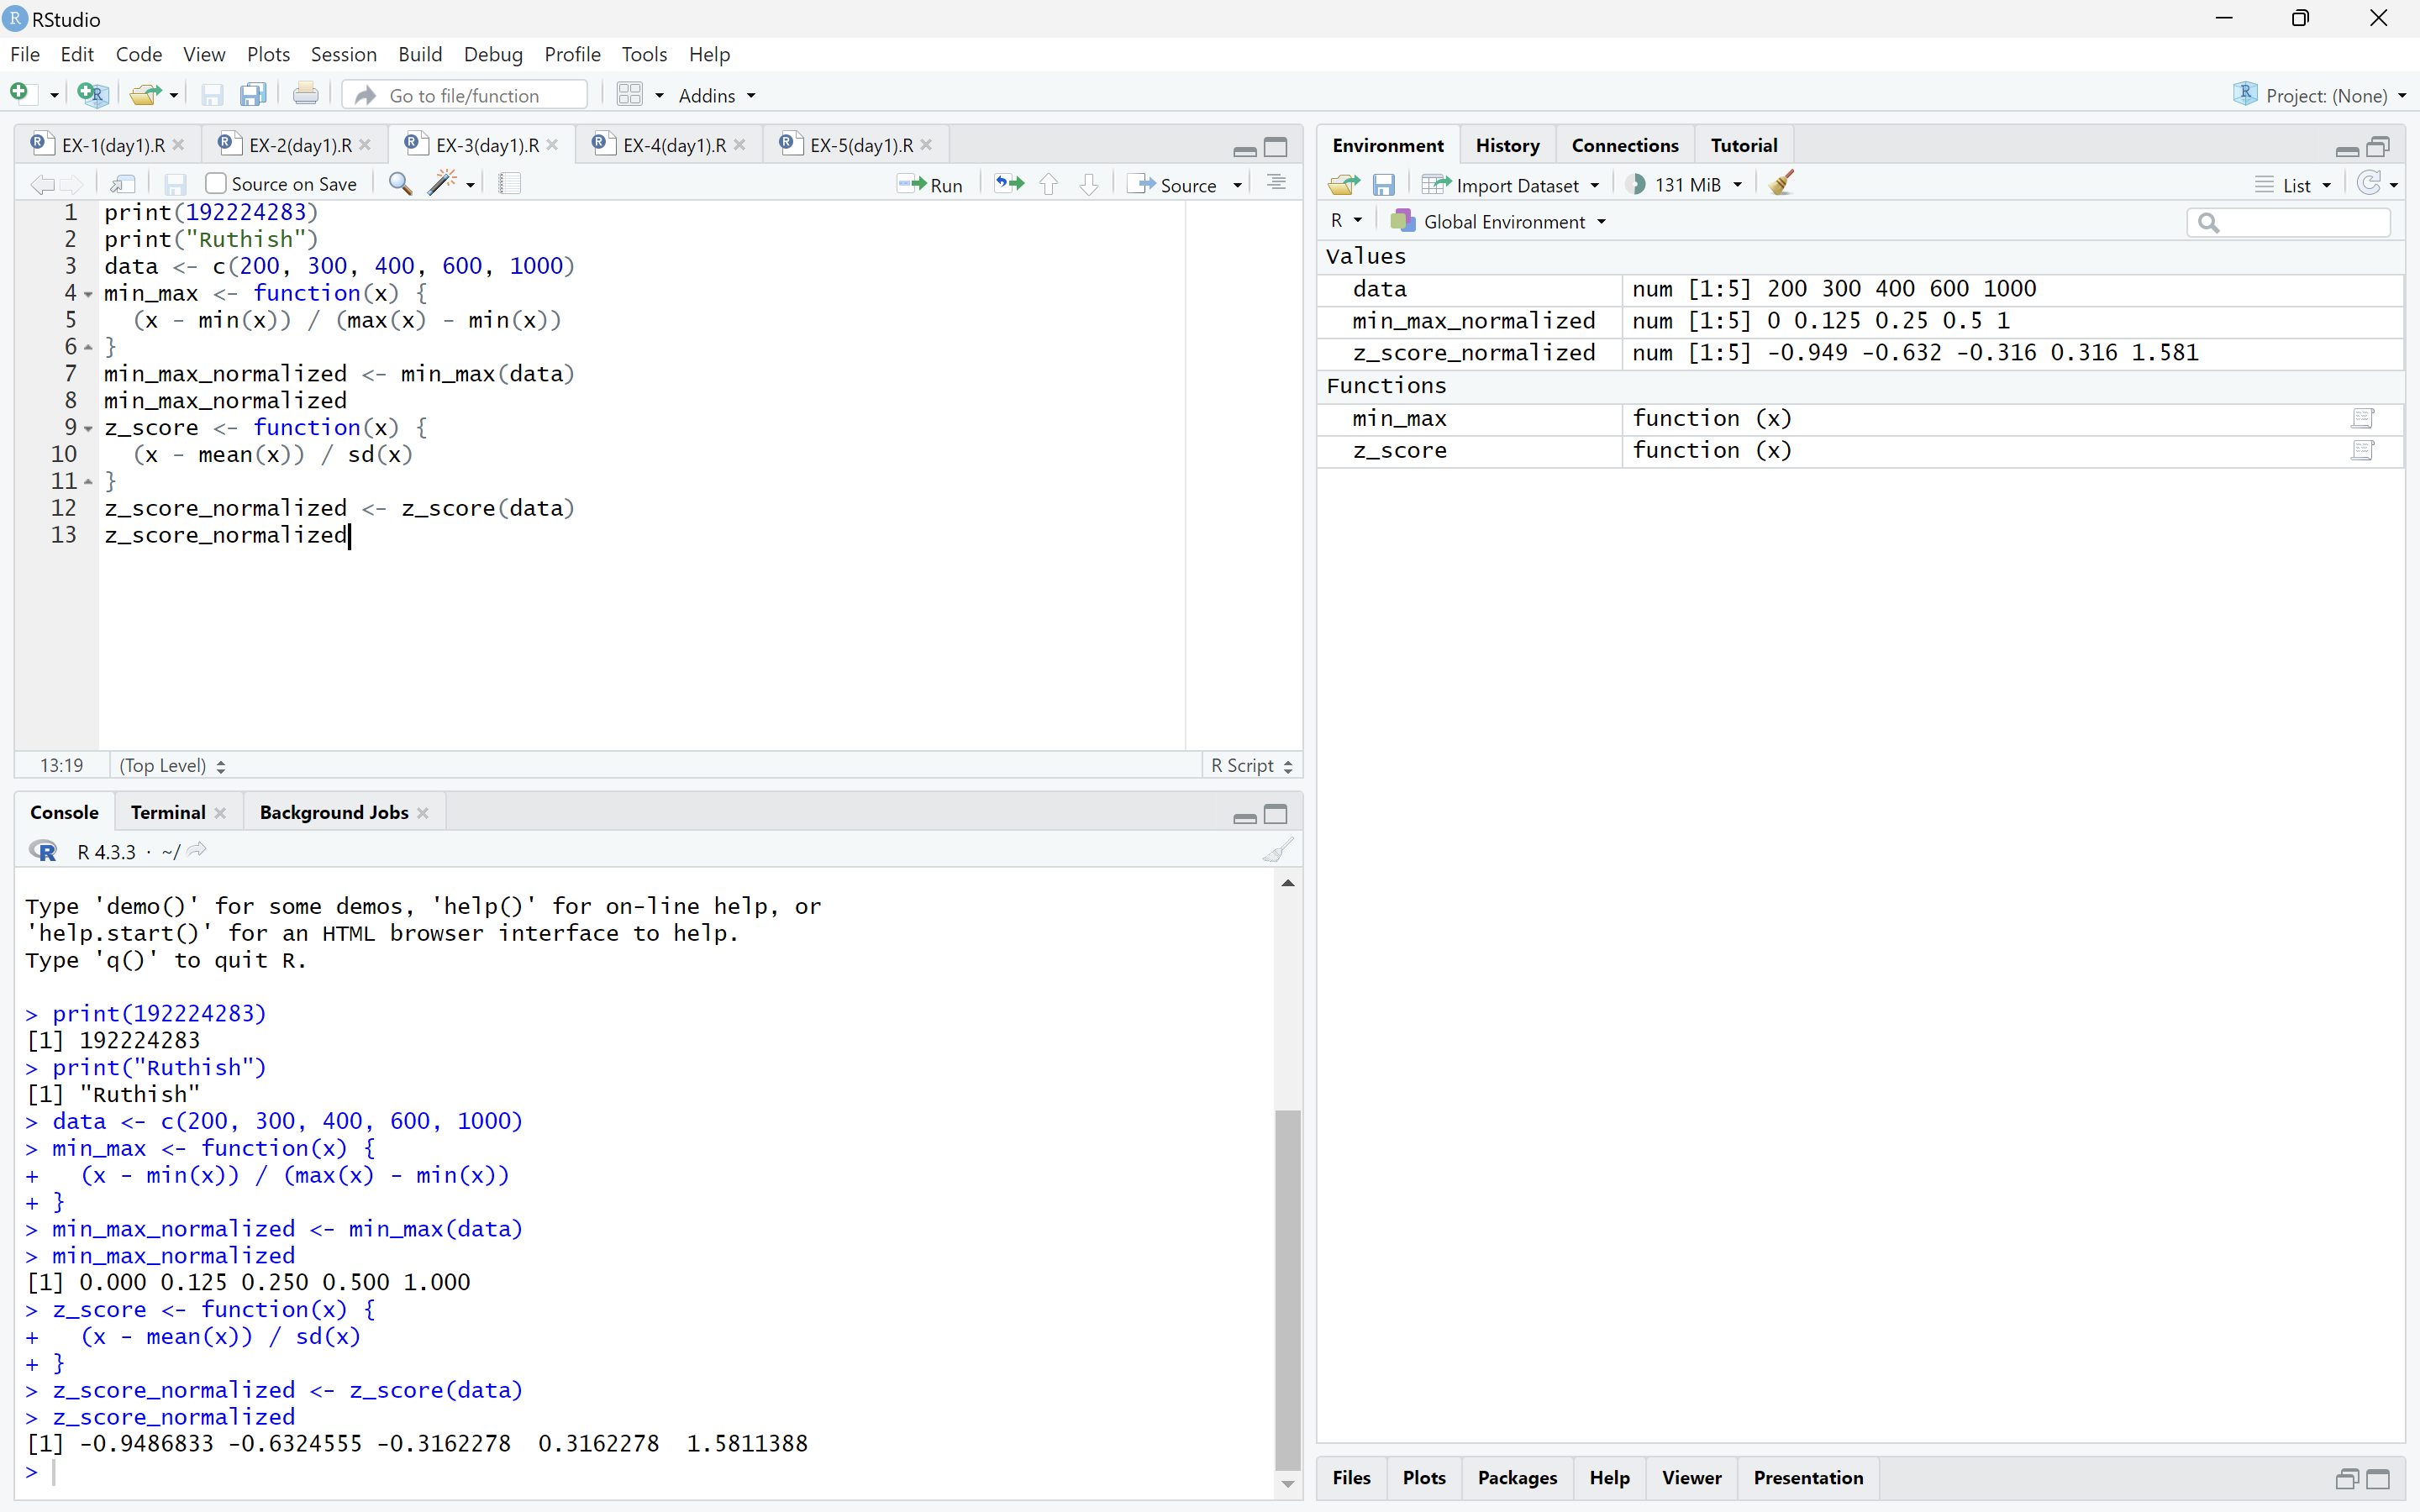 RStudio
File Edit Code View Plots Session Build Debug Profile Tools Help
Go to file/function Addins Project: (None)
EX-1(day1).R EX-2(day1).R EX-3(day1).R EX-4(day1).R EX-5(day1).R
Source on Save Run Source
1 print(192224283)
2 print("Ruthish")
3 data <- c(200, 300, 400, 600, 1000)
4 min_max <- function(x) {
5 (x - min(x)) / (max(x) - min(x))
6 }
7 min_max_normalized <- min_max(data)
8 min_max_normalized
9 z_score <- function(x) {
10 (x - mean(x)) / sd(x)
11 }
12 z_score_normalized <- z_score(data)
13 z_score_normalized
13:19 (Top Level) R Script
Console Terminal Background Jobs
R R 4.3.3 · ~/
Type 'demo()' for some demos, 'help()' for on-line help, or
'help.start()' for an HTML browser interface to help.
Type 'q()' to quit R.
> print(192224283)
[1] 192224283
> print("Ruthish")
[1] "Ruthish"
> data <- c(200, 300, 400, 600, 1000)
> min_max <- function(x) {
+ (x - min(x)) / (max(x) - min(x))
+ }
> min_max_normalized <- min_max(data)
> min_max_normalized
[1] 0.000 0.125 0.250 0.500 1.000
> z_score <- function(x) {
+ (x - mean(x)) / sd(x)
+ }
> z_score_normalized <- z_score(data)
> z_score_normalized
[1] -0.9486833 -0.6324555 -0.3162278 0.3162278 1.5811388
>
Environment History Connections Tutorial
Import Dataset 131 MiB List
R Global Environment
Values
data num [1:5] 200 300 400 600 1000
min_max_normalized num [1:5] 0 0.125 0.25 0.5 1
z_score_normalized num [1:5] -0.949 -0.632 -0.316 0.316 1.581
Functions
min_max function (x)
z_score function (x)
Files Plots Packages Help Viewer Presentation